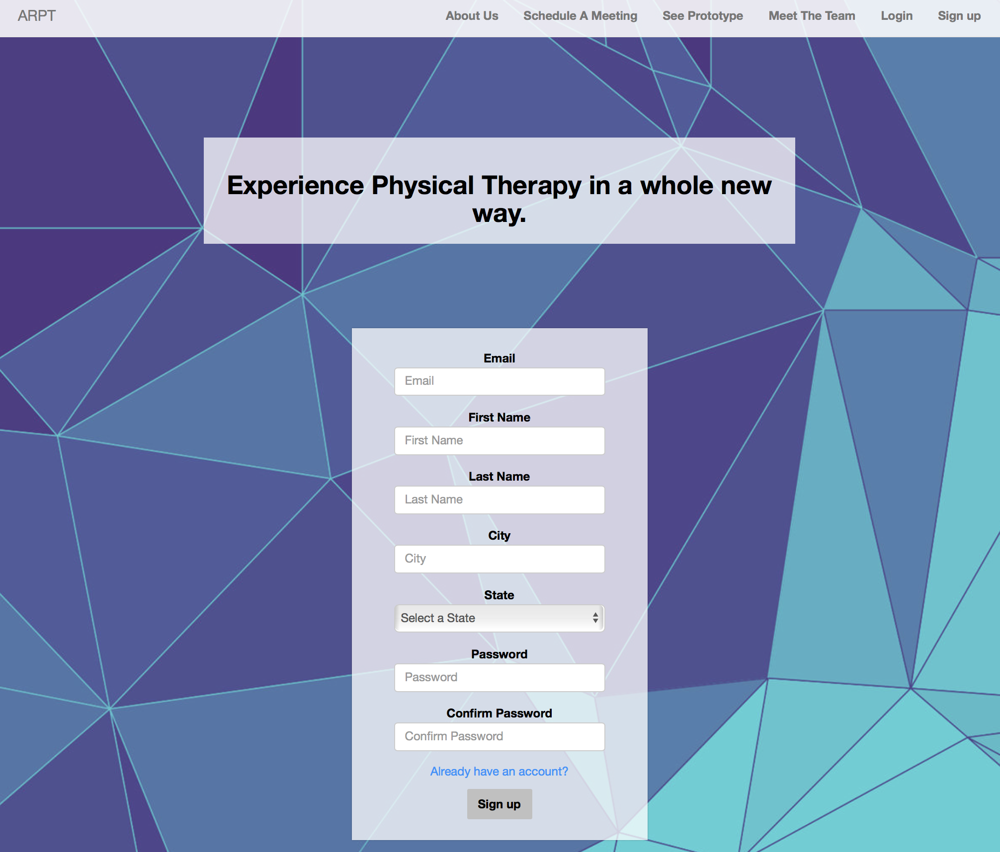 ARPT
About Us
Schedule A Meeting
See Prototype
Meet The Team
Login
Sign up
Experience Physical Therapy in a whole new
way.
Email
Email
First Name
First Name
Last Name
Last Name
City
City
State
Select a State
Password
Password
Confirm Password
Confirm Password
Already have an account?
Sign up